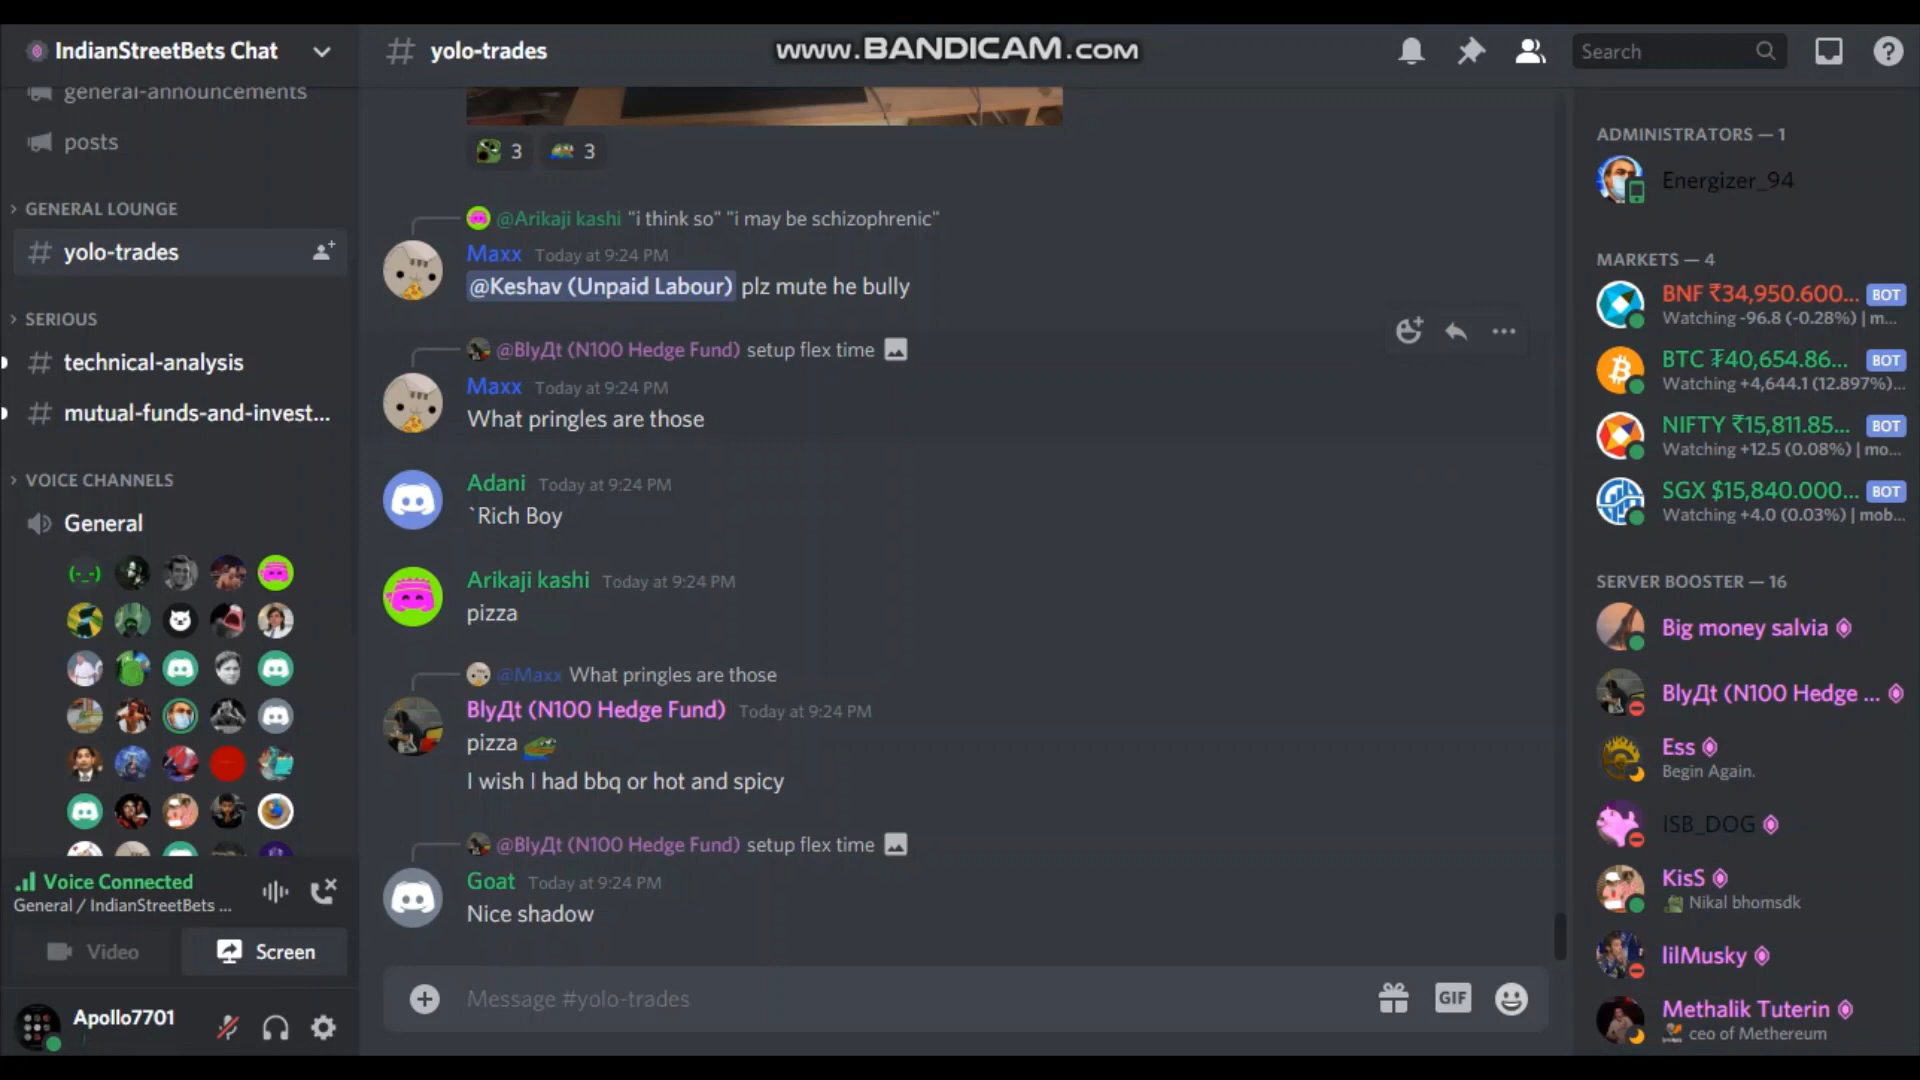 IndianStreetBets Chat
general-announcements
posts
GENERAL LOUNGE
yolo-trades
SERIOUS
technical-analysis
mutual-funds-and-invest...
VOICE CHANNELS
General
(-_-)
Voice Connected
General / IndianStreetBets ...
Video
Screen
Apollo7701
# yolo-trades
www.BANDICAM.com
Search
3 3
@Arikaji kashi "i think so" "i may be schizophrenic"
Maxx Today at 9:24 PM
@Keshav (Unpaid Labour) plz mute he bully
@BlyДt (N100 Hedge Fund) setup flex time
Maxx Today at 9:24 PM
What pringles are those
Adani Today at 9:24 PM
`Rich Boy
Arikaji kashi Today at 9:24 PM
pizza
@Maxx What pringles are those
BlyДt (N100 Hedge Fund) Today at 9:24 PM
pizza
I wish I had bbq or hot and spicy
@BlyДt (N100 Hedge Fund) setup flex time
Goat Today at 9:24 PM
Nice shadow
Message #yolo-trades
GIF
ADMINISTRATORS — 1
Energizer_94
MARKETS — 4
BNF ₹34,950.600... BOT
Watching -96.8 (-0.28%) | m...
BTC ₮40,654.86... BOT
Watching +4,644.1 (12.897%)...
NIFTY ₹15,811.85... BOT
Watching +12.5 (0.08%) | mo...
SGX $15,840.000... BOT
Watching +4.0 (0.03%) | mob...
SERVER BOOSTER — 16
Big money salvia
BlyДt (N100 Hedge ...
Ess
Begin Again.
ISB_DOG
KisS
Nikal bhomsdk
lilMusky
Methalik Tuterin
ceo of Methereum